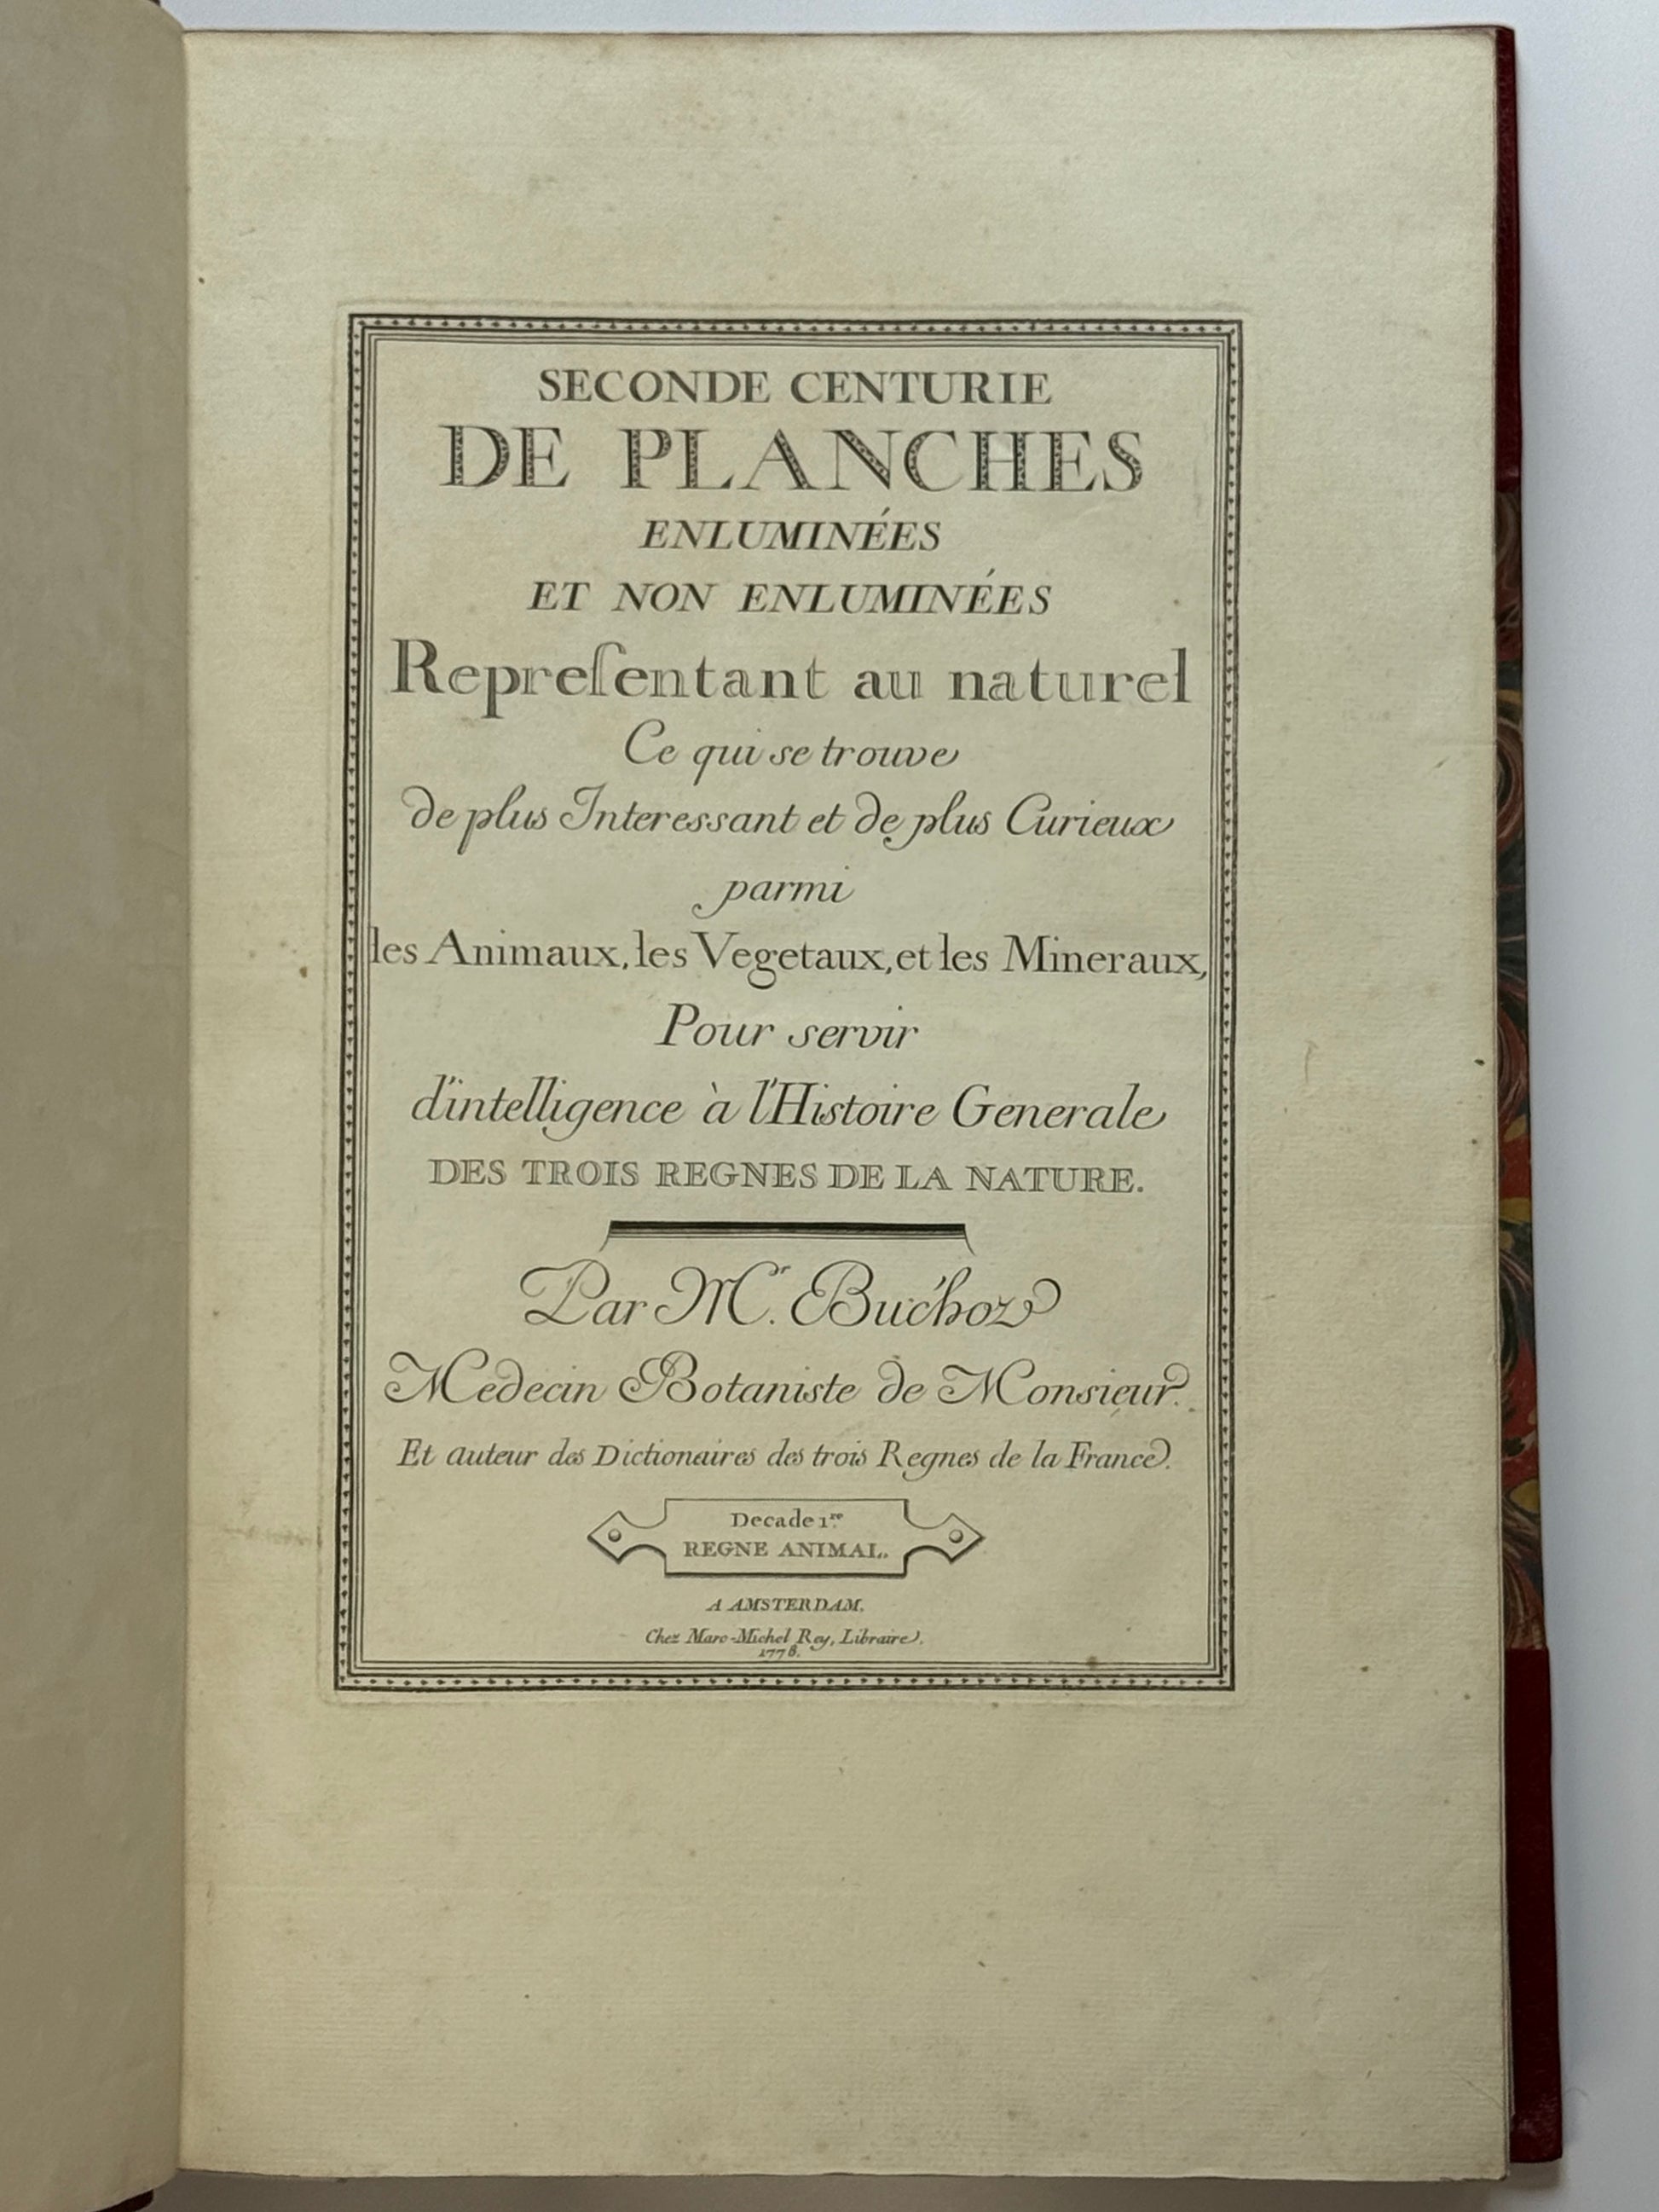 SECONDE CENTURIE
DE PLANCHES
ENLUMINÉES
ET NON ENLUMINÉES
Repreſentant au naturel
Ce qui se trouve
de plus Interessant et de plus Curieux
parmi
les Animaux, les Vegetaux, et les Mineraux,
Pour servir
d'intelligence à l'Histoire Generale
DES TROIS REGNES DE LA NATURE.
Par Mr. Buc'hoz
Medecin Botaniste de Monsieur.
Et auteur des Dictionaires des trois Regnes de la France.
Decade 1.re
REGNE ANIMAL.
A AMSTERDAM,
Chez Marc-Michel Rey, Libraire.
1778.